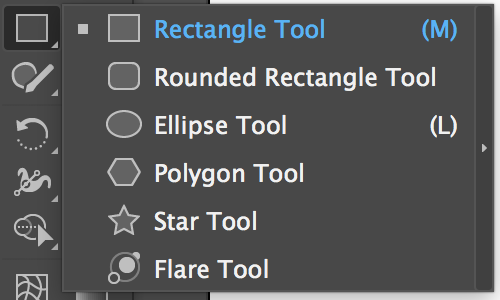 Rectangle Tool (M)
Rounded Rectangle Tool
Ellipse Tool (L)
Polygon Tool
Star Tool
Flare Tool